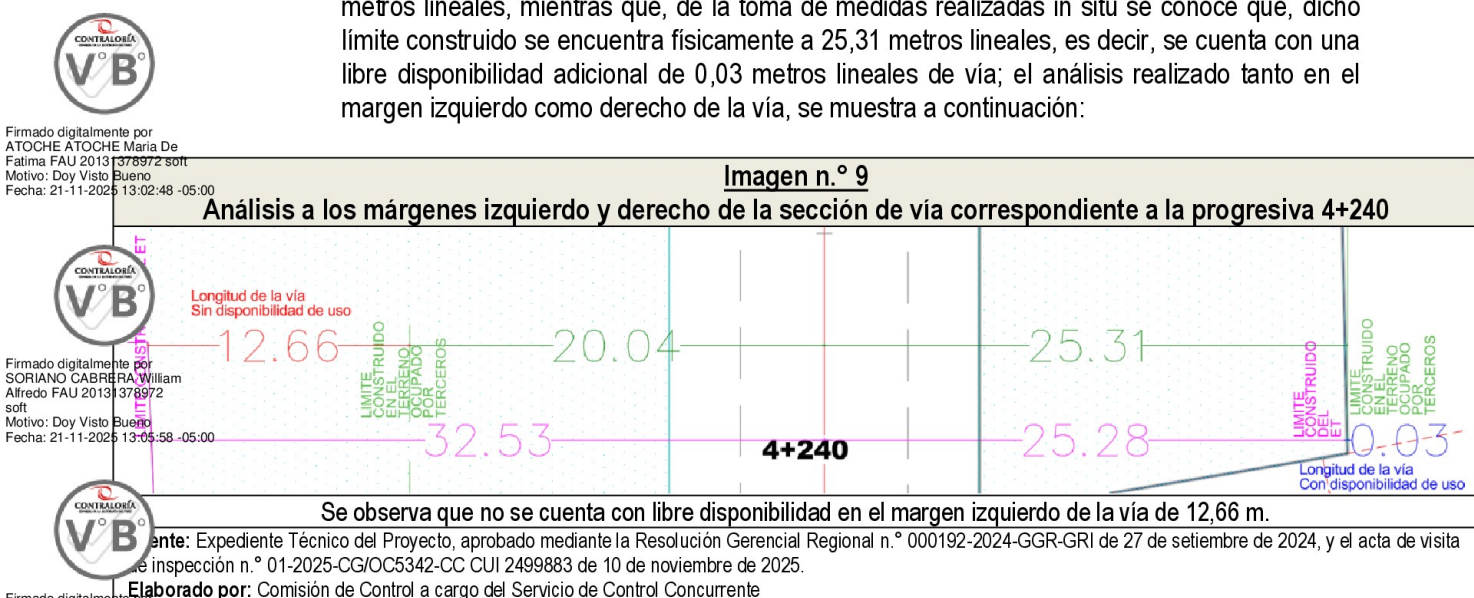 metros lineales, mientras que, de la toma de medidas realizadas in situ se conoce que, dicho
límite construido se encuentra físicamente a 25,31 metros lineales, es decir, se cuenta con una
libre disponibilidad adicional de 0,03 metros lineales de vía; el análisis realizado tanto en el
margen izquierdo como derecho de la vía, se muestra a continuación:
CONTRALORÍA
V°B°
Firmado digitalmente por
ATOCHE ATOCHE Maria De
Fatima FAU 20131378972 soft
Motivo: Doy Visto Bueno
Fecha: 21-11-2025 13:02:48 -05:00
Imagen n.° 9
Análisis a los márgenes izquierdo y derecho de la sección de vía correspondiente a la progresiva 4+240
CONTRALORÍA
V°B°
Firmado digitalmente por
SORIANO CABRERA William
Alfredo FAU 20131378972
soft
Motivo: Doy Visto Bueno
Fecha: 21-11-2025 13:05:58 -05:00
ET
Longitud de la vía
Sin disponibilidad de uso
12.66
LIMITE
CONSTRUIDO
EN EL
TERRENO
OCUPADO
POR
TERCEROS
20.04
25.31
32.53
4+240
25.28
LIMITE
CONSTRUIDO
DEL
ET
LIMITE
CONSTRUIDO
EN EL
TERRENO
OCUPADO
POR
TERCEROS
0.03
Longitud de la vía
Con disponibilidad de uso
Se observa que no se cuenta con libre disponibilidad en el margen izquierdo de la vía de 12,66 m.
CONTRALORÍA
V°B°
ente: Expediente Técnico del Proyecto, aprobado mediante la Resolución Gerencial Regional n.° 000192-2024-GGR-GRI de 27 de setiembre de 2024, y el acta de visita
de inspección n.° 01-2025-CG/OC5342-CC CUI 2499883 de 10 de noviembre de 2025.
Elaborado por: Comisión de Control a cargo del Servicio de Control Concurrente